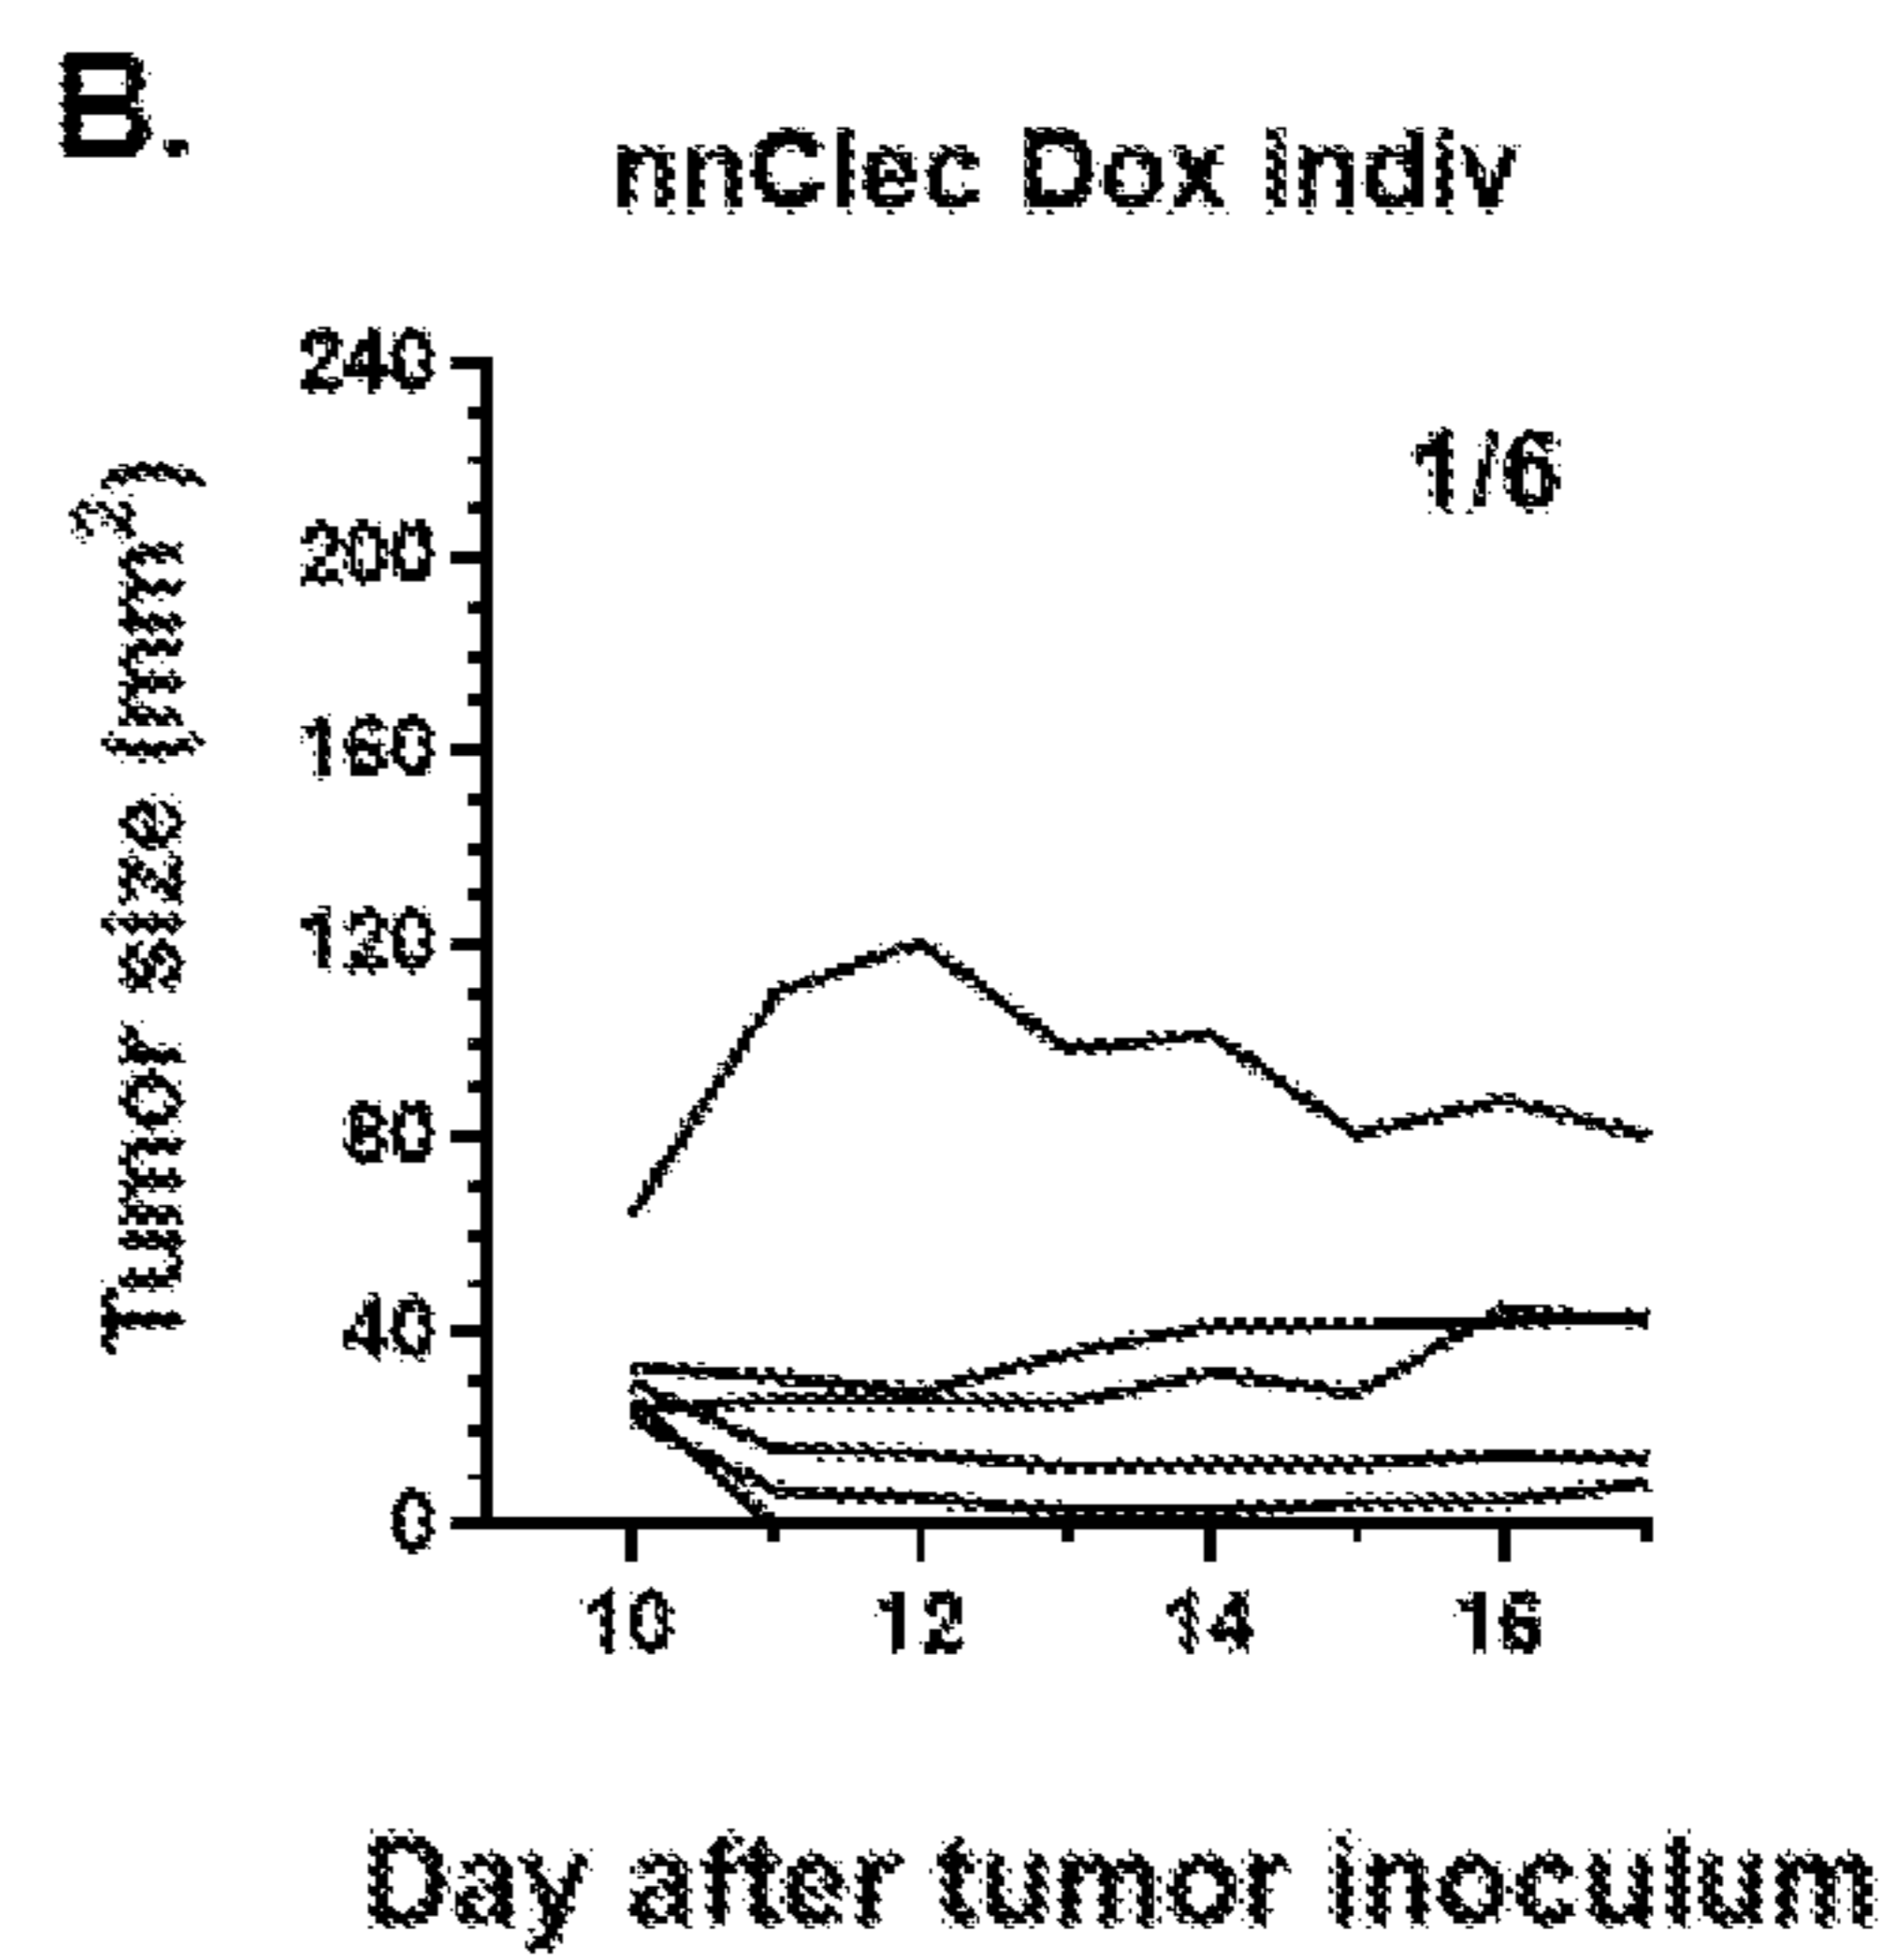 B.
nnClec Dox Indiv
1/6
Tumor size (mm²)
240
200
160
120
80
40
0
10 12 14 16
Day after tumor inoculum